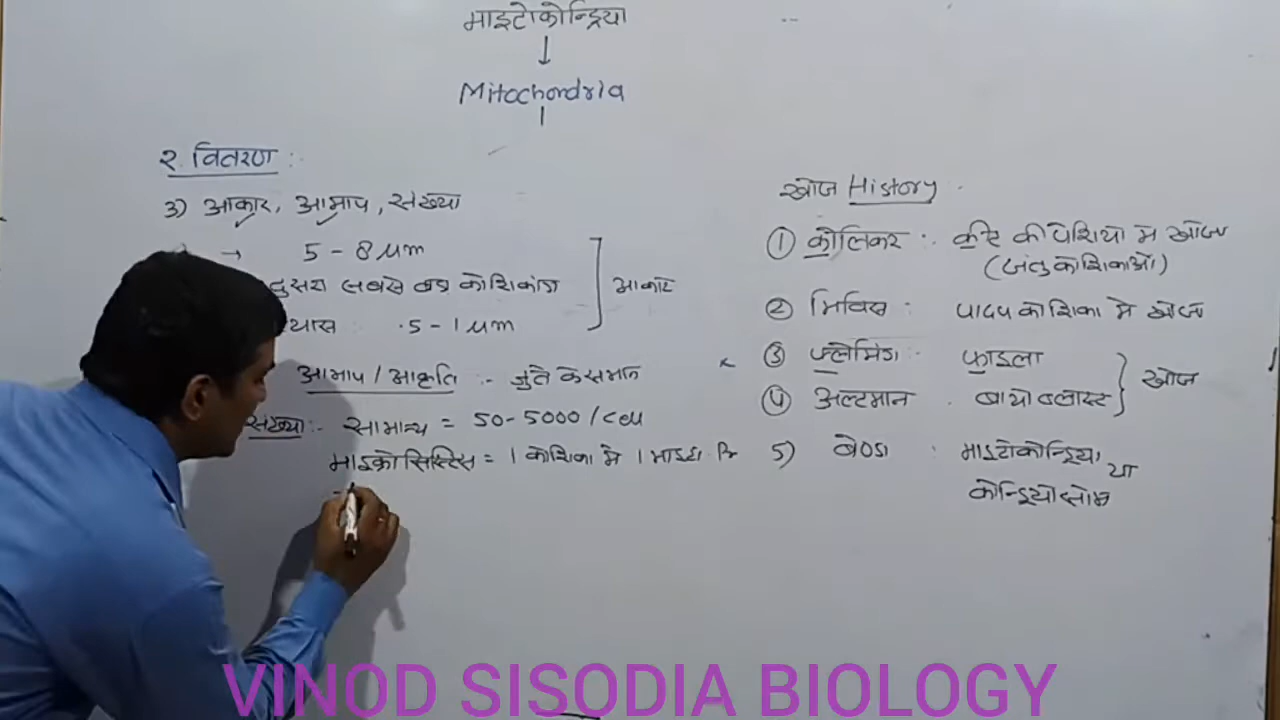 माइटोकोन्ड्रिया
↓
Mitochondria
२. वितरण :-
3) आकार, आमाप, संख्या
→ 5 - 8 µm
दुसरा सबसे बडा कोशिकांग
व्यास : .5 - 1 µm
] आकार
आमाप / आकृति :- जुते के समान
संख्या :- सामान्य = 50 - 5000 / cell
माइक्रोसिस्टिस = 1 कोशिका मे 1 माइटो.
खोज History .
① कोलिकर :- कीट की पेशियो मे खोजा
(जंतु कोशिकाओ)
② मिविस : पादप कोशिका मे खोजा
③ फ्लेमिंग :- फाइला
④ अल्टमान . बायोब्लास्ट
} खोज
5) बेण्डा : माइटोकोन्ड्रिया या
कोन्ड्रियोसोम
VINOD SISODIA BIOLOGY